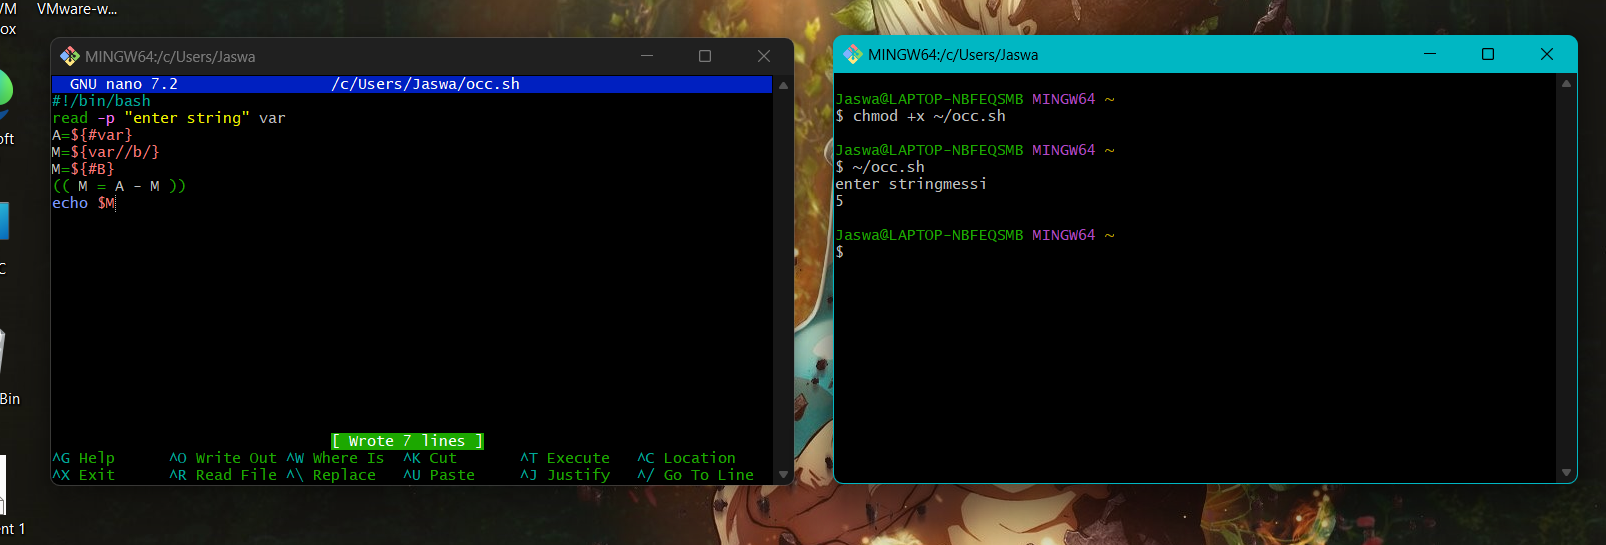 VM
ox
VMware-w...
oft
C
Bin
ent 1
MINGW64:/c/Users/Jaswa
GNU nano 7.2 /c/Users/Jaswa/occ.sh
#!/bin/bash
read -p "enter string" var
A=${#var}
M=${var//b/}
M=${#B}
(( M = A - M ))
echo $M
[ Wrote 7 lines ]
^G Help ^O Write Out ^W Where Is ^K Cut ^T Execute ^C Location
^X Exit ^R Read File ^\ Replace ^U Paste ^J Justify ^/ Go To Line
MINGW64:/c/Users/Jaswa
Jaswa@LAPTOP-NBFEQSMB MINGW64 ~
$ chmod +x ~/occ.sh
Jaswa@LAPTOP-NBFEQSMB MINGW64 ~
$ ~/occ.sh
enter stringmessi
5
Jaswa@LAPTOP-NBFEQSMB MINGW64 ~
$